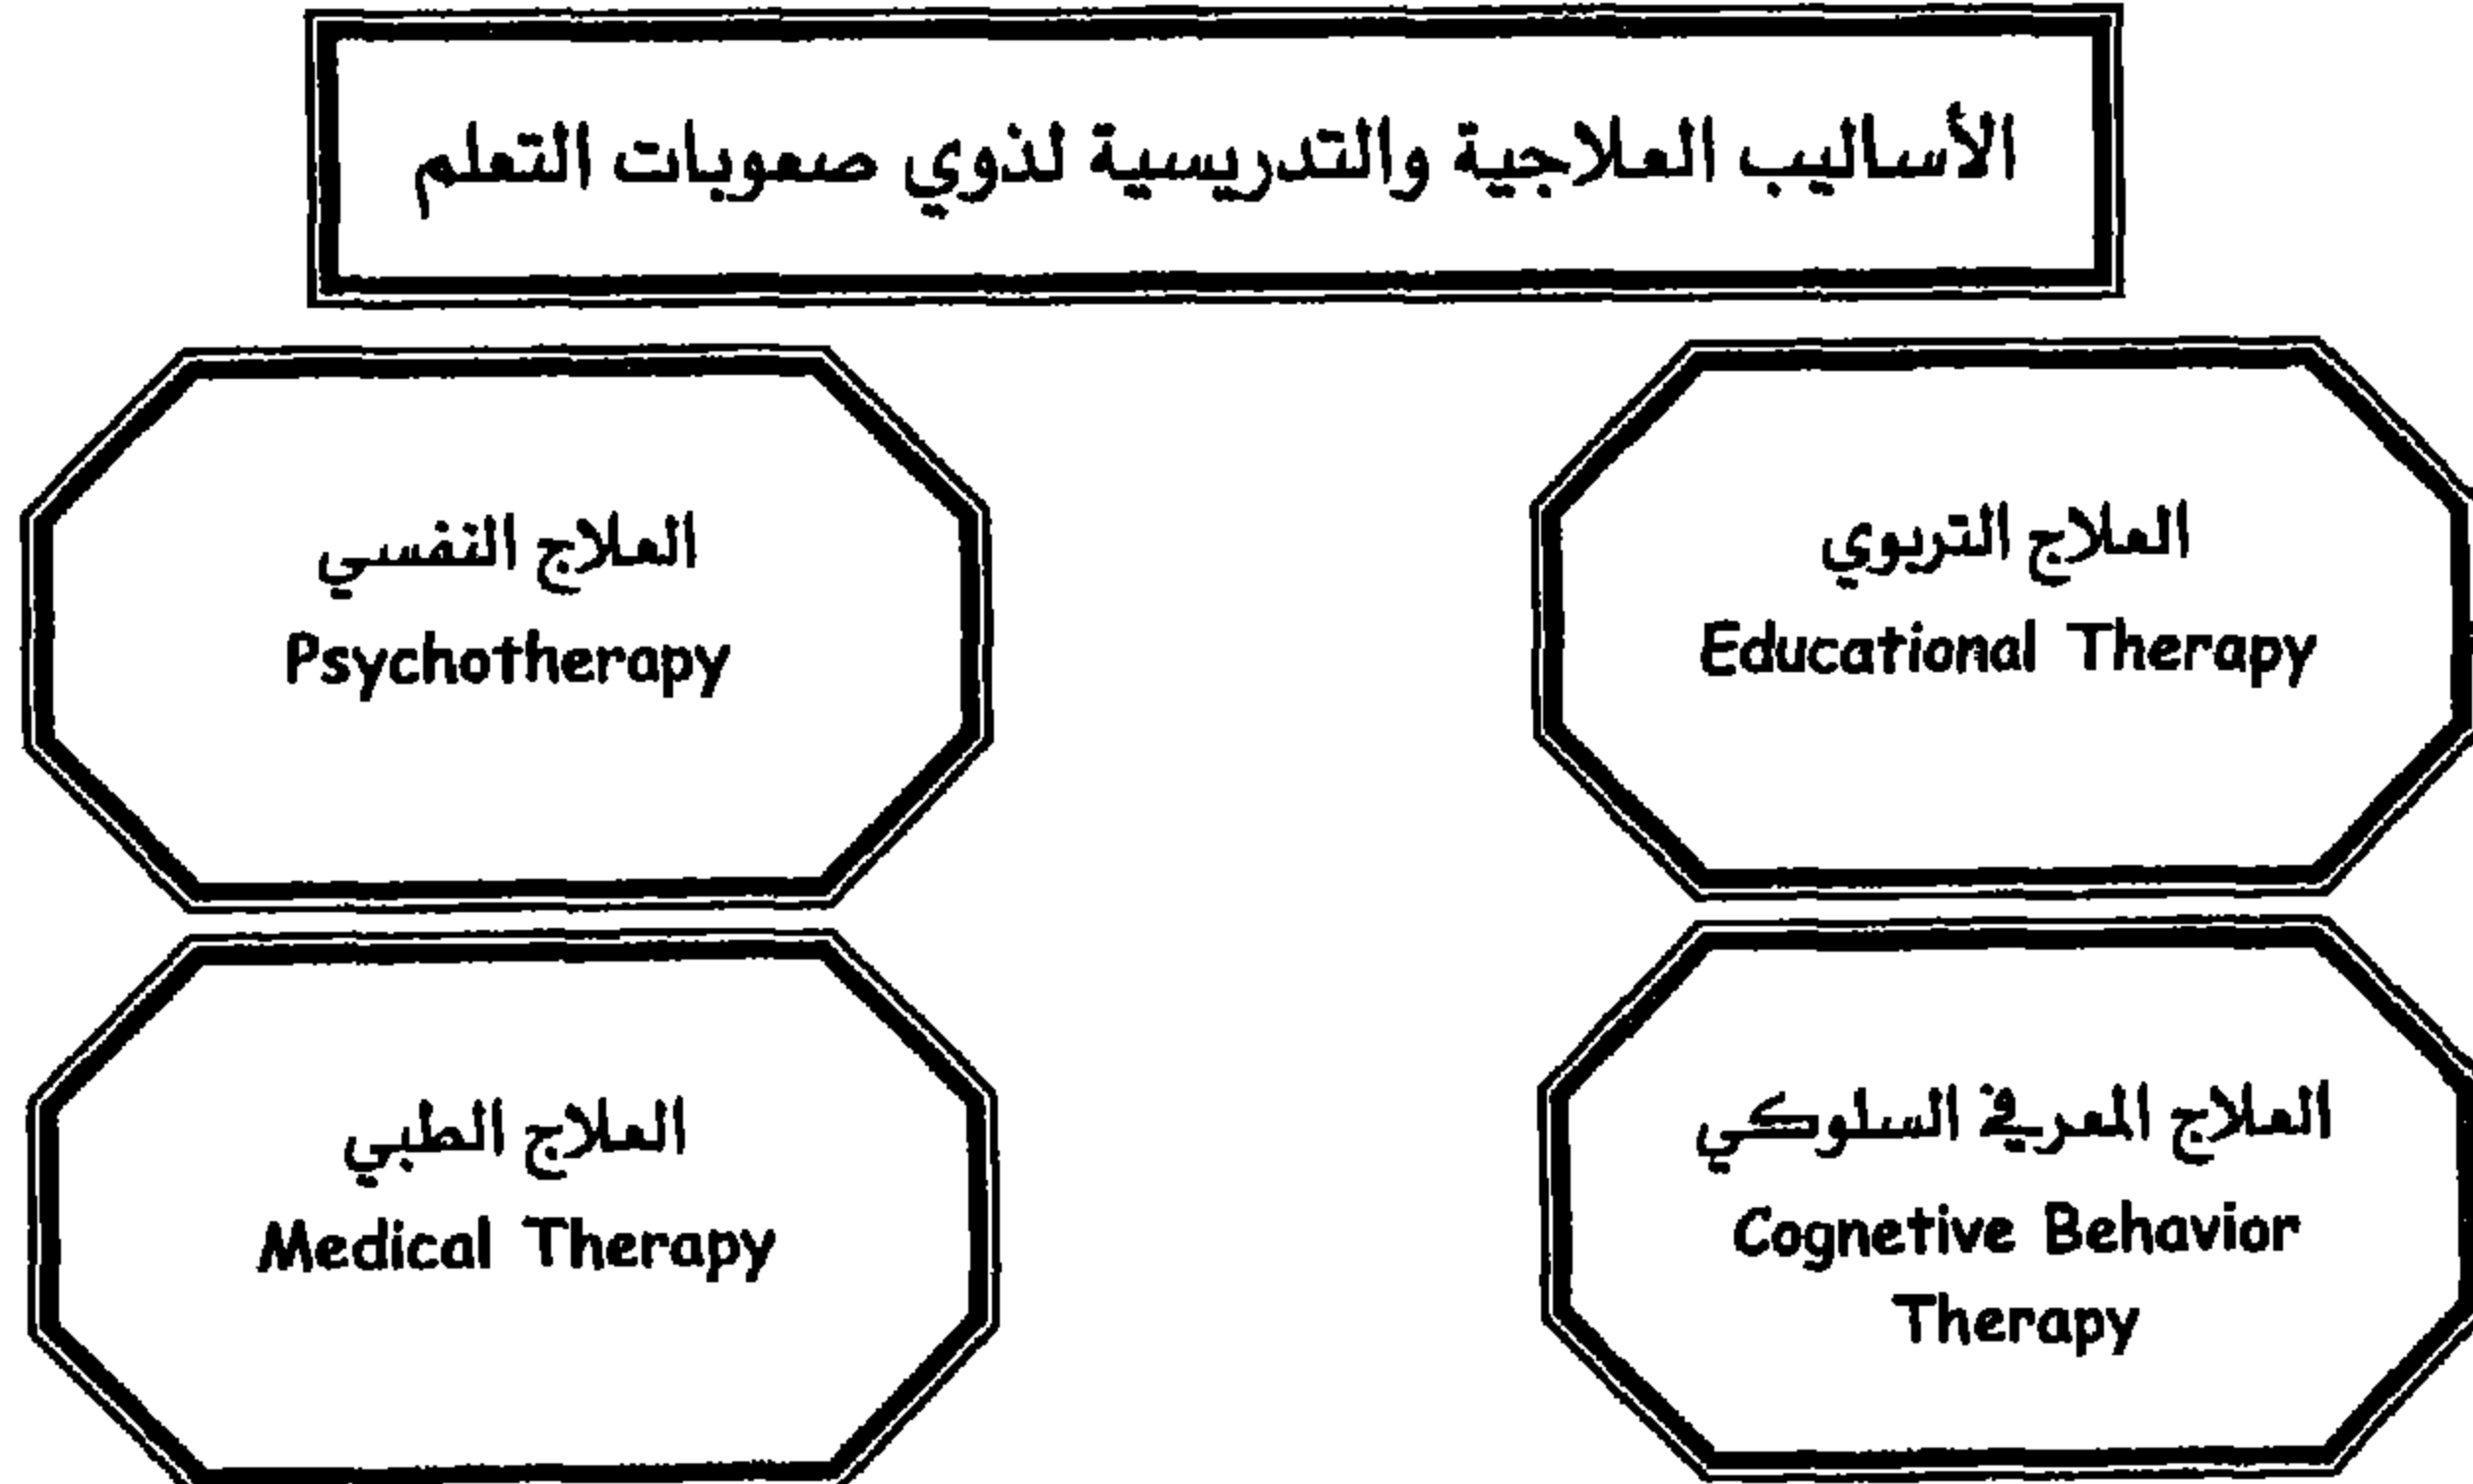 الأساليب العلاجية والتدريسية لذوي صعوبات التعلم
العلاج التربوي
Educational Therapy
العلاج النفسي
Psychotherapy
العلاج المعرفي السلوكي
Cognetive Behavior
Therapy
العلاج الطبي
Medical Therapy